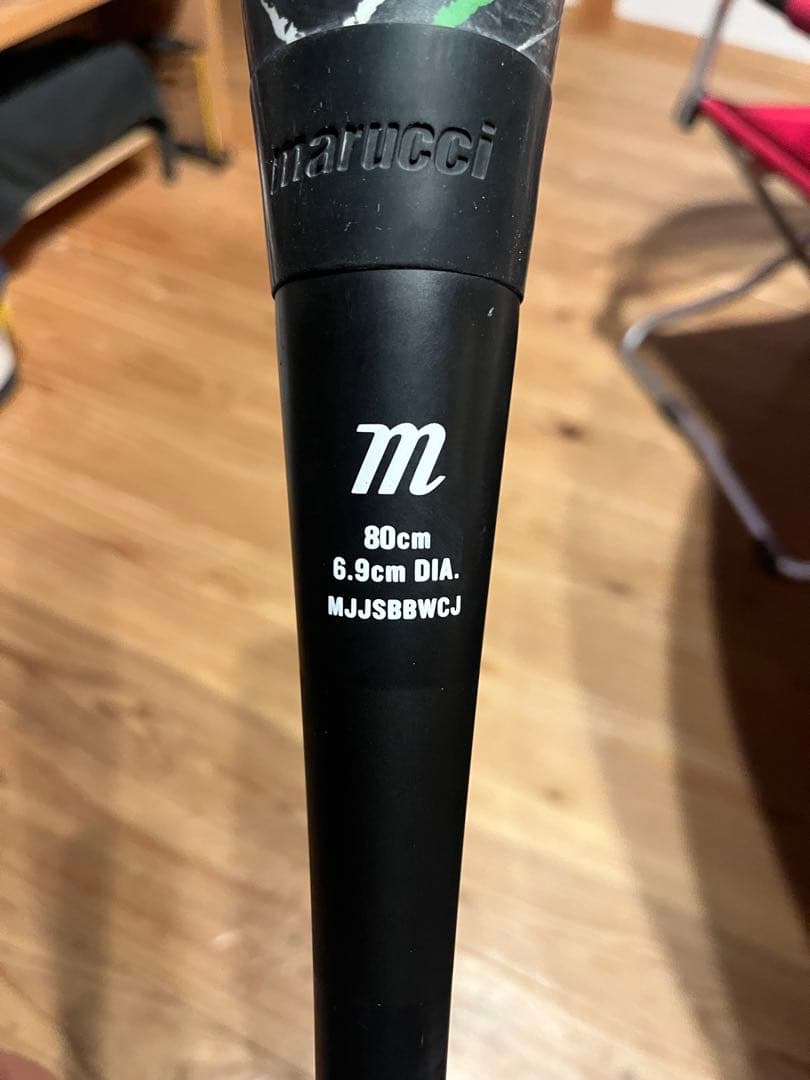 marucci
m
80cm
6.9cm DIA.
MJJSBBWCJ